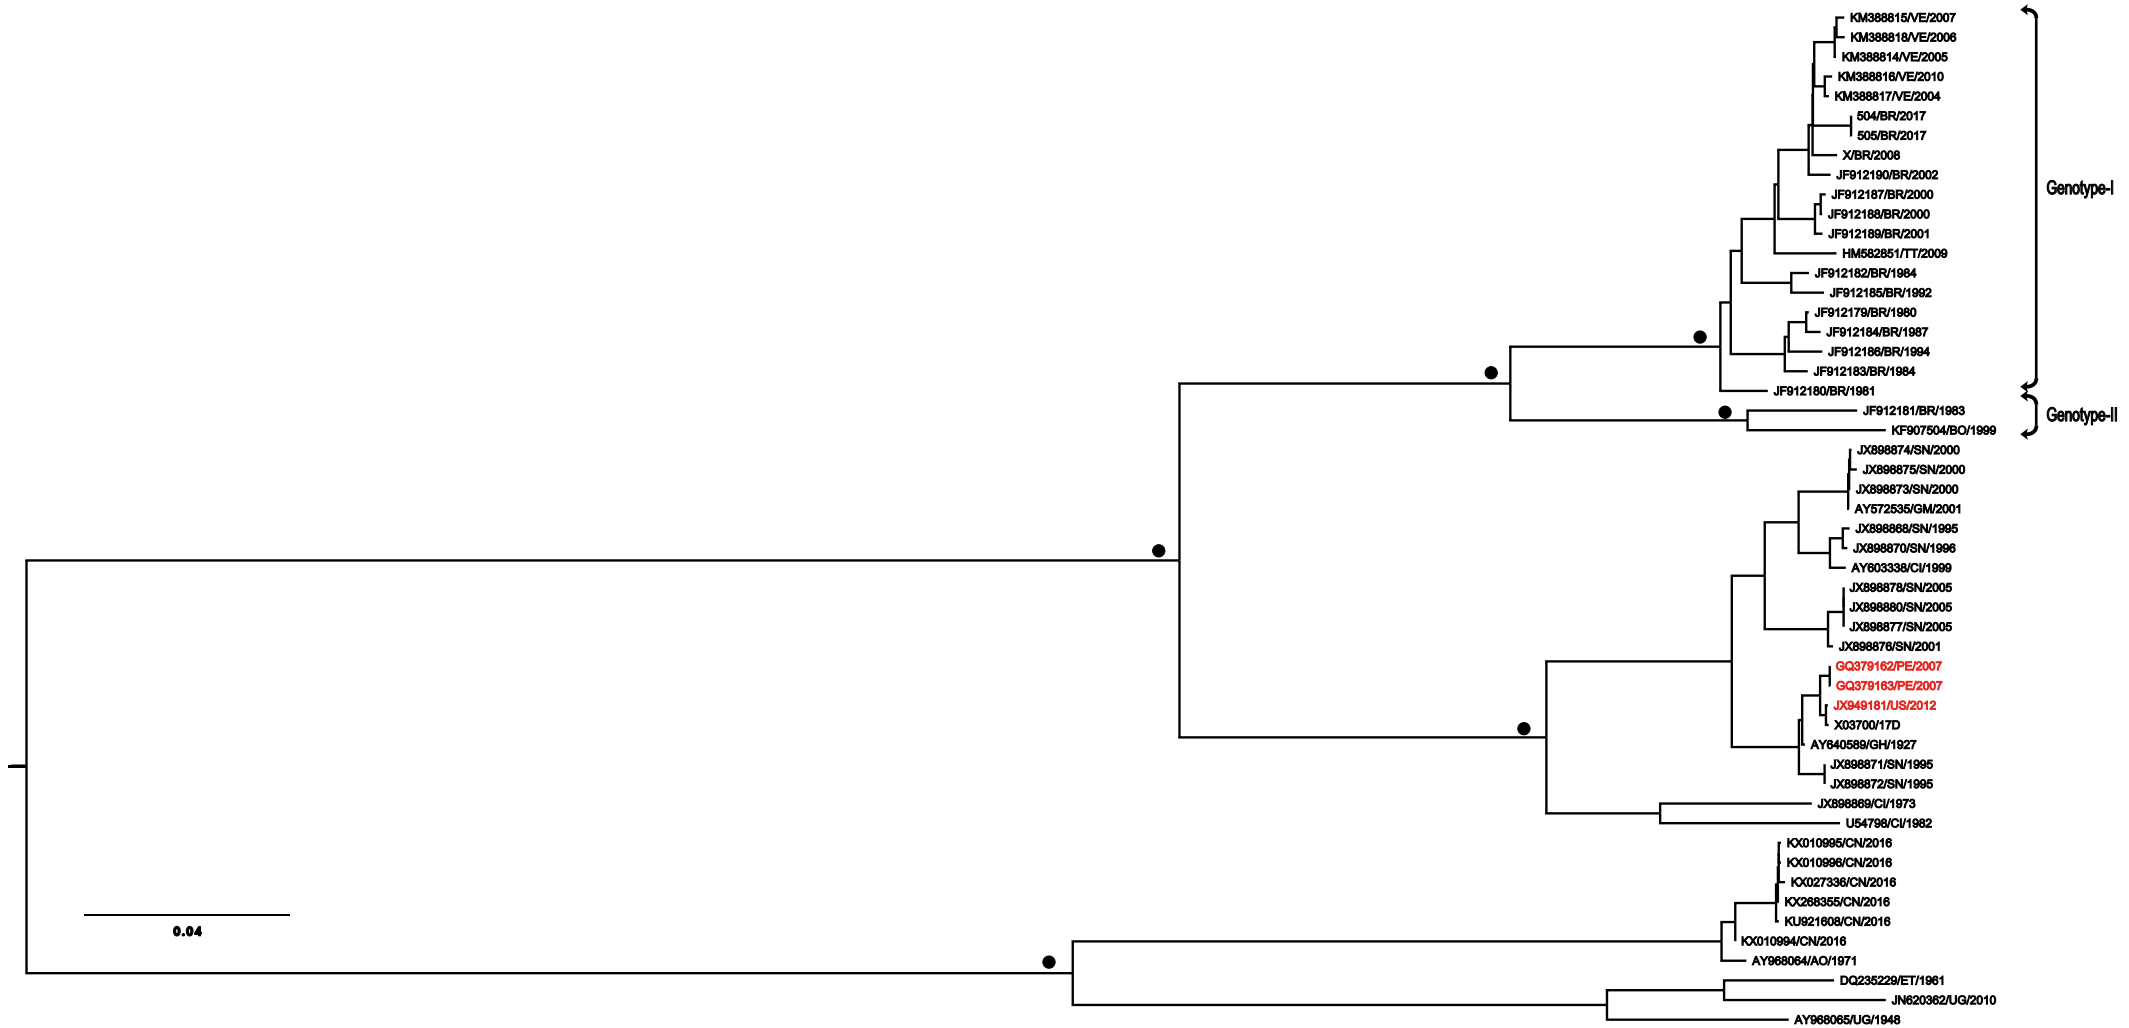 KM388815/VE/2007
KM388818/VE/2006
KM388814/VE/2005
KM388816/VE/2010
KM388817/VE/2004
504/BR/2017
505/BR/2017
X/BR/2008
JF912190/BR/2002
Genotype-I
JF912187/BR/2000
JF912188/BR/2000
JF912189/BR/2001
HM582851/TT/2009
JF912182/BR/1984
JF912185/BR/1992
JF912179/BR/1980
JF912184/BR/1987
JF912186/BR/1994
JF912183/BR/1984
JF912180/BR/1981
JF912181/BR/1983
Genotype-II
KF907504/BO/1999
JX898874/SN/2000
JX898875/SN/2000
JX898873/SN/2000
AY572535/GM/2001
JX898868/SN/1995
JX898870/SN/1996
AY603338/CI/1999
JX898878/SN/2005
JX898880/SN/2005
JX898877/SN/2005
JX898876/SN/2001
GQ379162/PE/2007
GQ379163/PE/2007
JX949181/US/2012
X03700/17D
AY640589/GH/1927
JX898871/SN/1995
JX898872/SN/1995
JX898869/CI/1973
U54798/CI/1982
KX010995/CN/2016
KX010996/CN/2016
KX027336/CN/2016
KX268355/CN/2016
KU921608/CN/2016
0.04
KX010994/CN/2016
AY968064/AO/1971
DQ235229/ET/1961
JN620362/UG/2010
AY968065/UG/1948